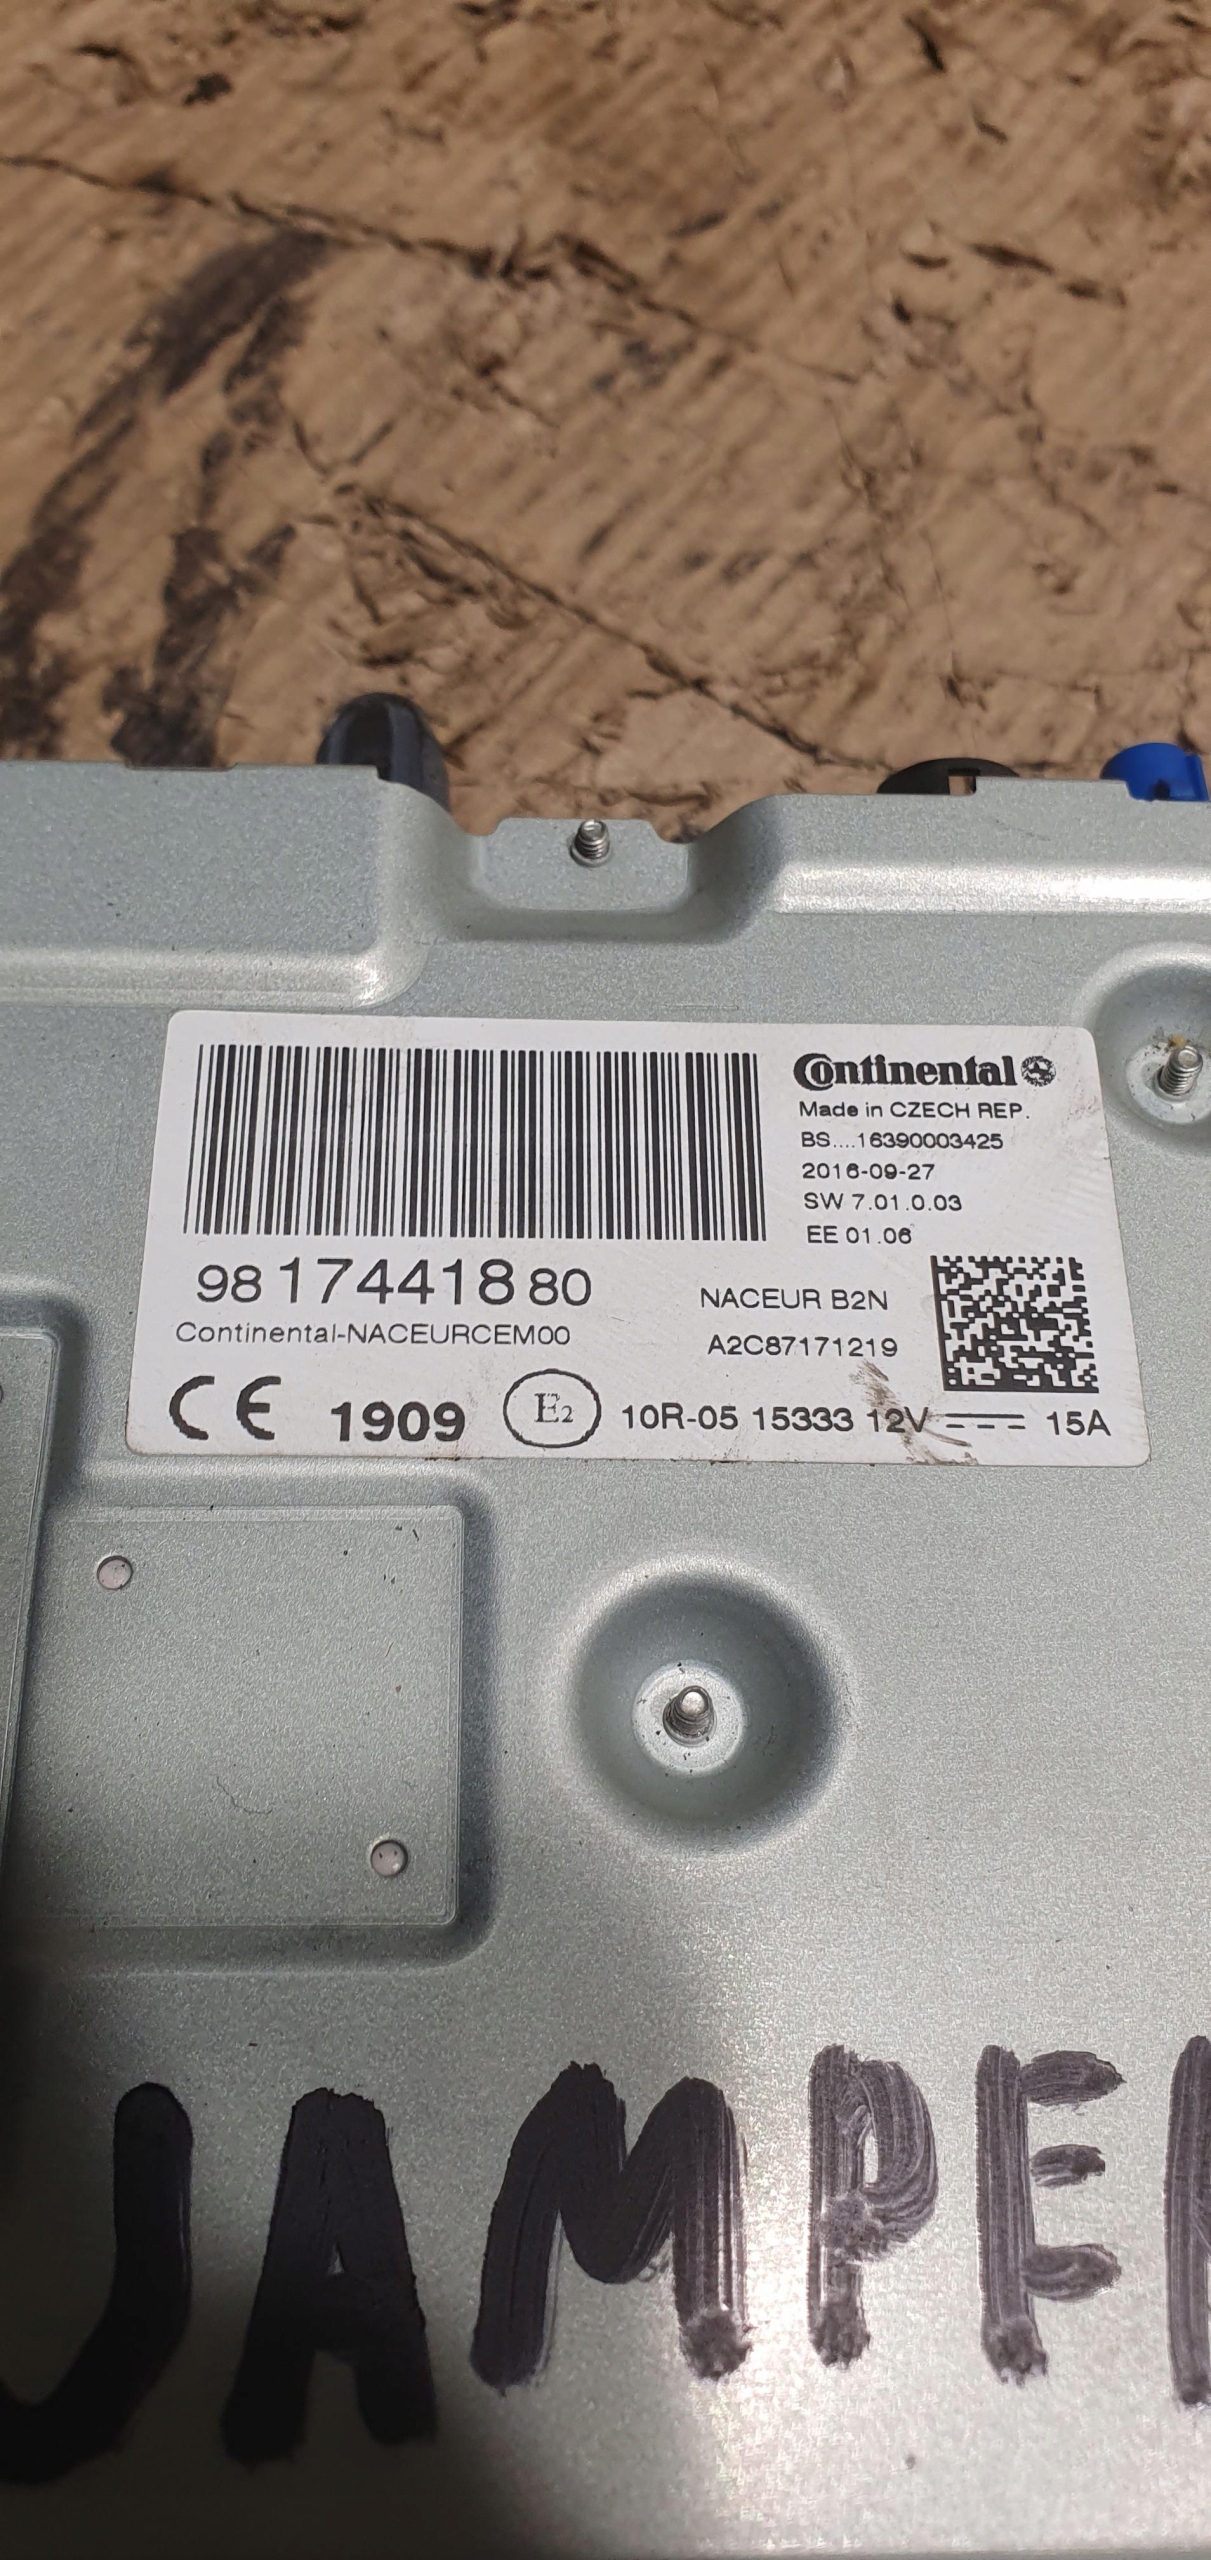 Continental
Made in CZECH REP.
BS....16390003425
2016-09-27
SW 7.01.0.03
EE 01.06
98 174418 80
NACEUR B2N
Continental-NACEURCEM00
A2C87171219
CE 1909 E2 10R-05 15333 12V 15A
JAMPE